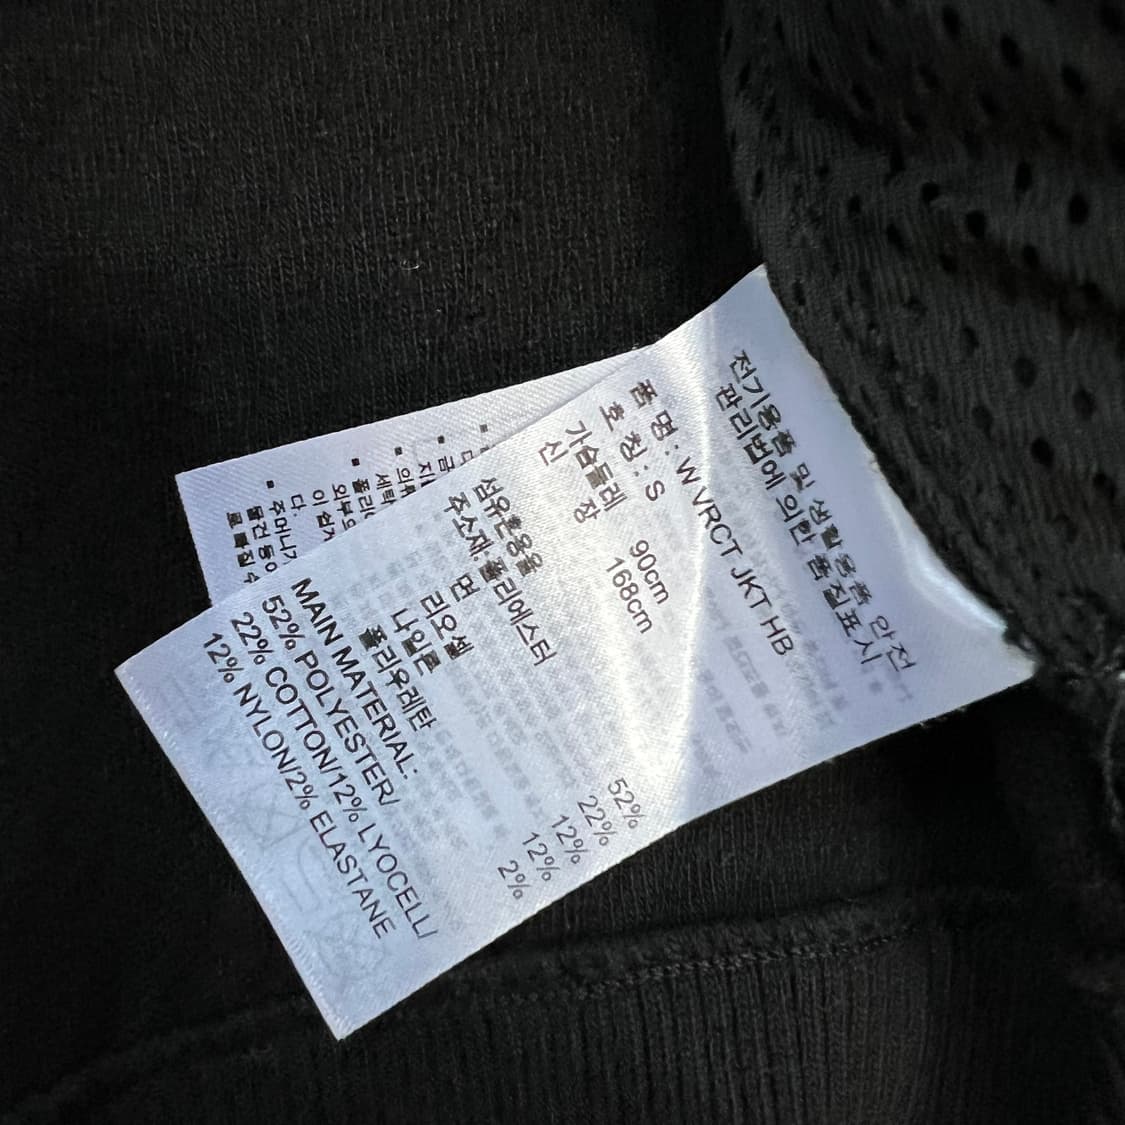 전기용품 및 생활용품 안전
관리법에 의한 품질표시
품 명 : W VRCT JKT HB
호 칭 : S
가슴둘레 90cm
신 장 168cm
섬유혼용율
주소재:폴리에스터 52%
면 22%
리오셀 12%
나일론 12%
폴리우레탄 2%
MAIN MATERIAL:
52% POLYESTER/
22% COTTON/12% LYOCELL/
12% NYLON/2% ELASTANE